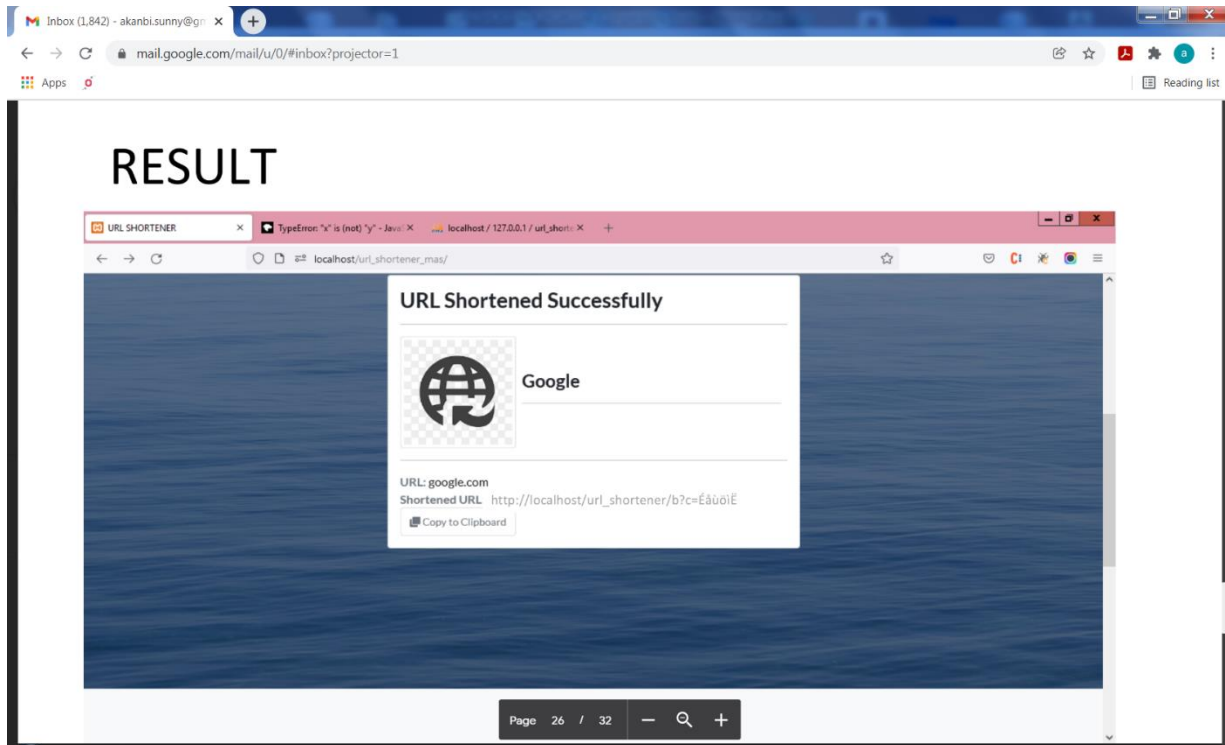 Inbox (1,842) - akanbi.sunny@gm
mail.google.com/mail/u/0/#inbox?projector=1
a
Apps
Reading list
RESULT
URL SHORTENER
TypeError: "x" is (not) "y" - Java
localhost / 127.0.0.1 / url_shorte
localhost/url_shortener_mas/
URL Shortened Successfully
Google
URL: google.com
Shortened URL http://localhost/url_shortener/b?c=ÉâùöìË
Copy to Clipboard
Page 26 / 32